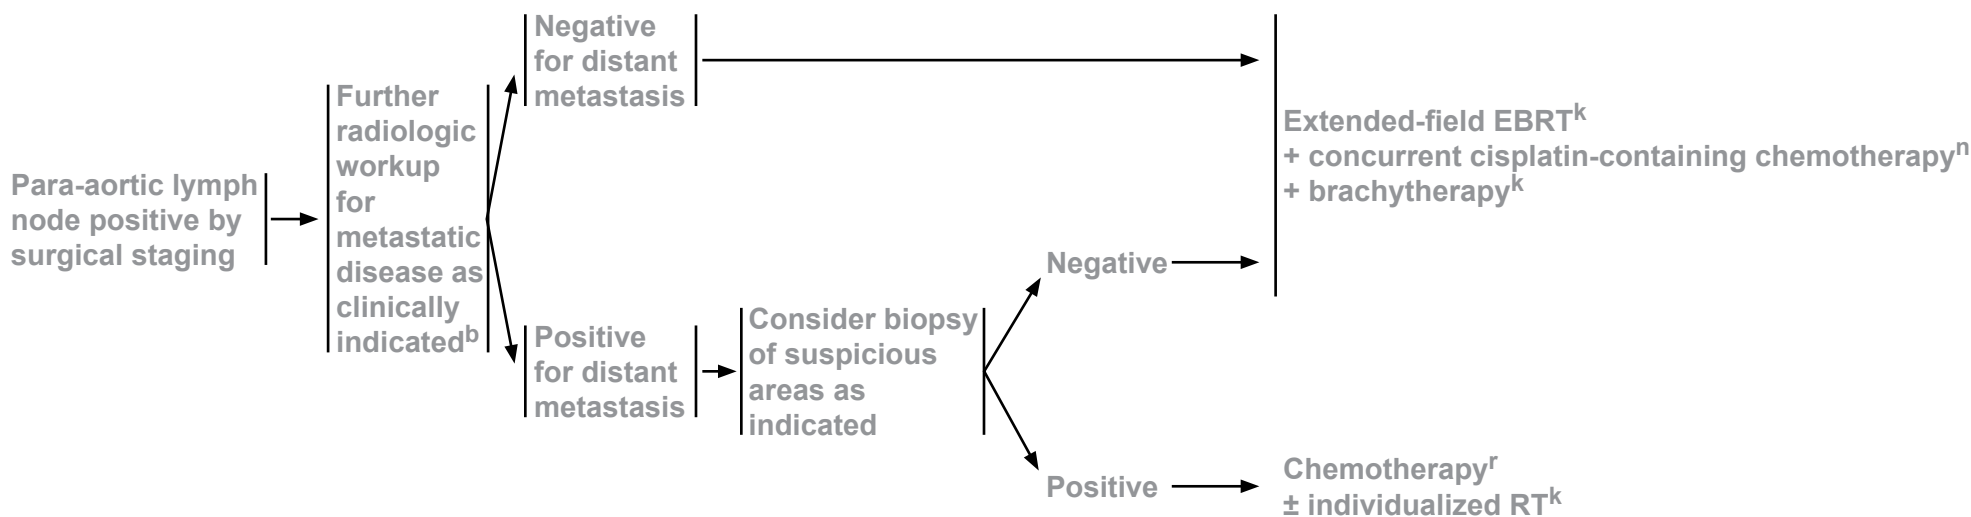 Para-aortic lymph
node positive by
surgical staging
Further
radiologic
workup
for
metastatic
disease as
clinically
indicatedᵇ
Negative
for distant
metastasis
Positive
for distant
metastasis
Consider biopsy
of suspicious
areas as
indicated
Negative
Positive
Extended-field EBRTᵏ
+ concurrent cisplatin-containing chemotherapyⁿ
+ brachytherapyᵏ
Chemotherapyʳ
± individualized RTᵏ